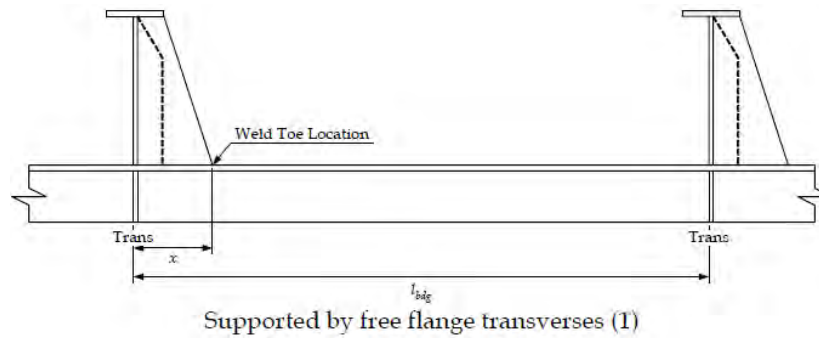 Weld Toe Location
Trans
Trans
x
l_bdg
Supported by free flange transverses (1)